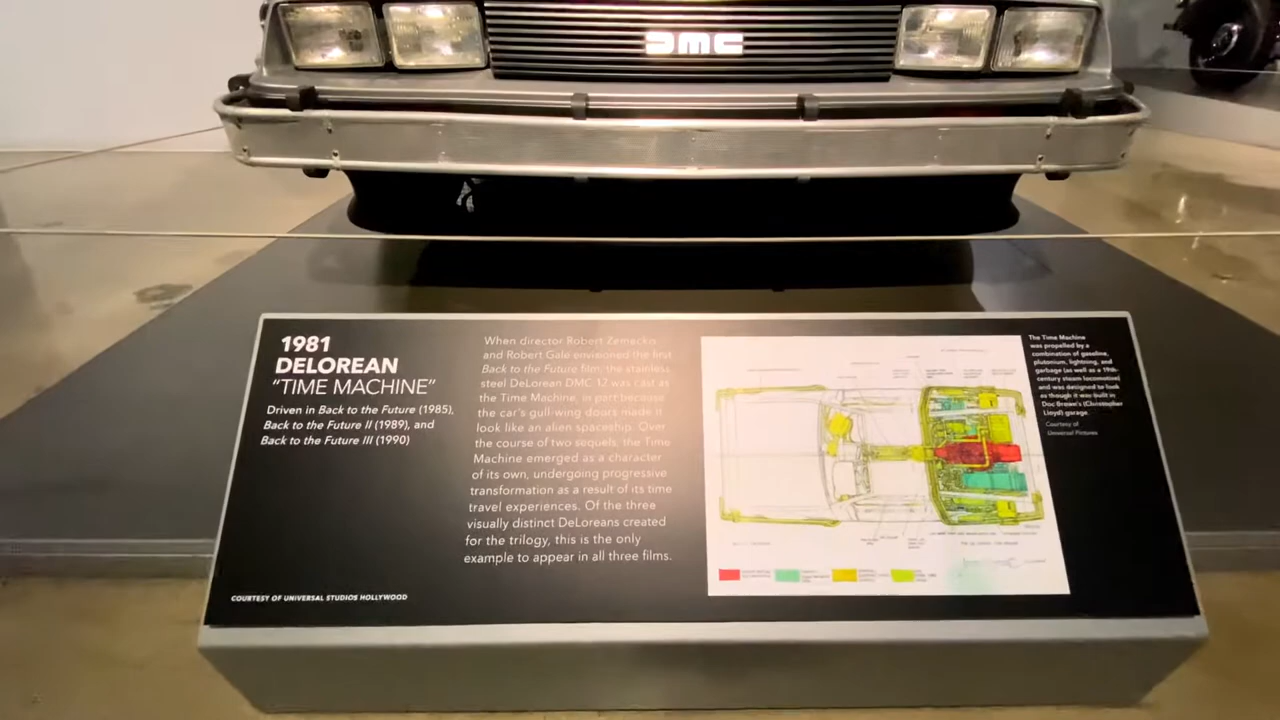 DMC
1981
DELOREAN
"TIME MACHINE"
Driven in Back to the Future (1985),
Back to the Future II (1989), and
Back to the Future III (1990)
COURTESY OF UNIVERSAL STUDIOS HOLLYWOOD
When director Robert Zemeckis
and Robert Gale envisioned the first
Back to the Future film, the stainless
steel DeLorean DMC-12 was cast as
the Time Machine, in part because
the car's gull-wing doors made it
look like an alien spaceship. Over
the course of two sequels, the Time
Machine emerged as a character
of its own, undergoing progressive
transformation as a result of its time
travel experiences. Of the three
visually distinct DeLoreans created
for the trilogy, this is the only
example to appear in all three films.
The Time Machine
was propelled by a
combination of gasoline,
plutonium, lightning, and
garbage (as well as a 19th-
century steam locomotive)
and was designed to look
as though it was built in
Doc Brown's (Christopher
Lloyd) garage.
Courtesy of
Universal Pictures